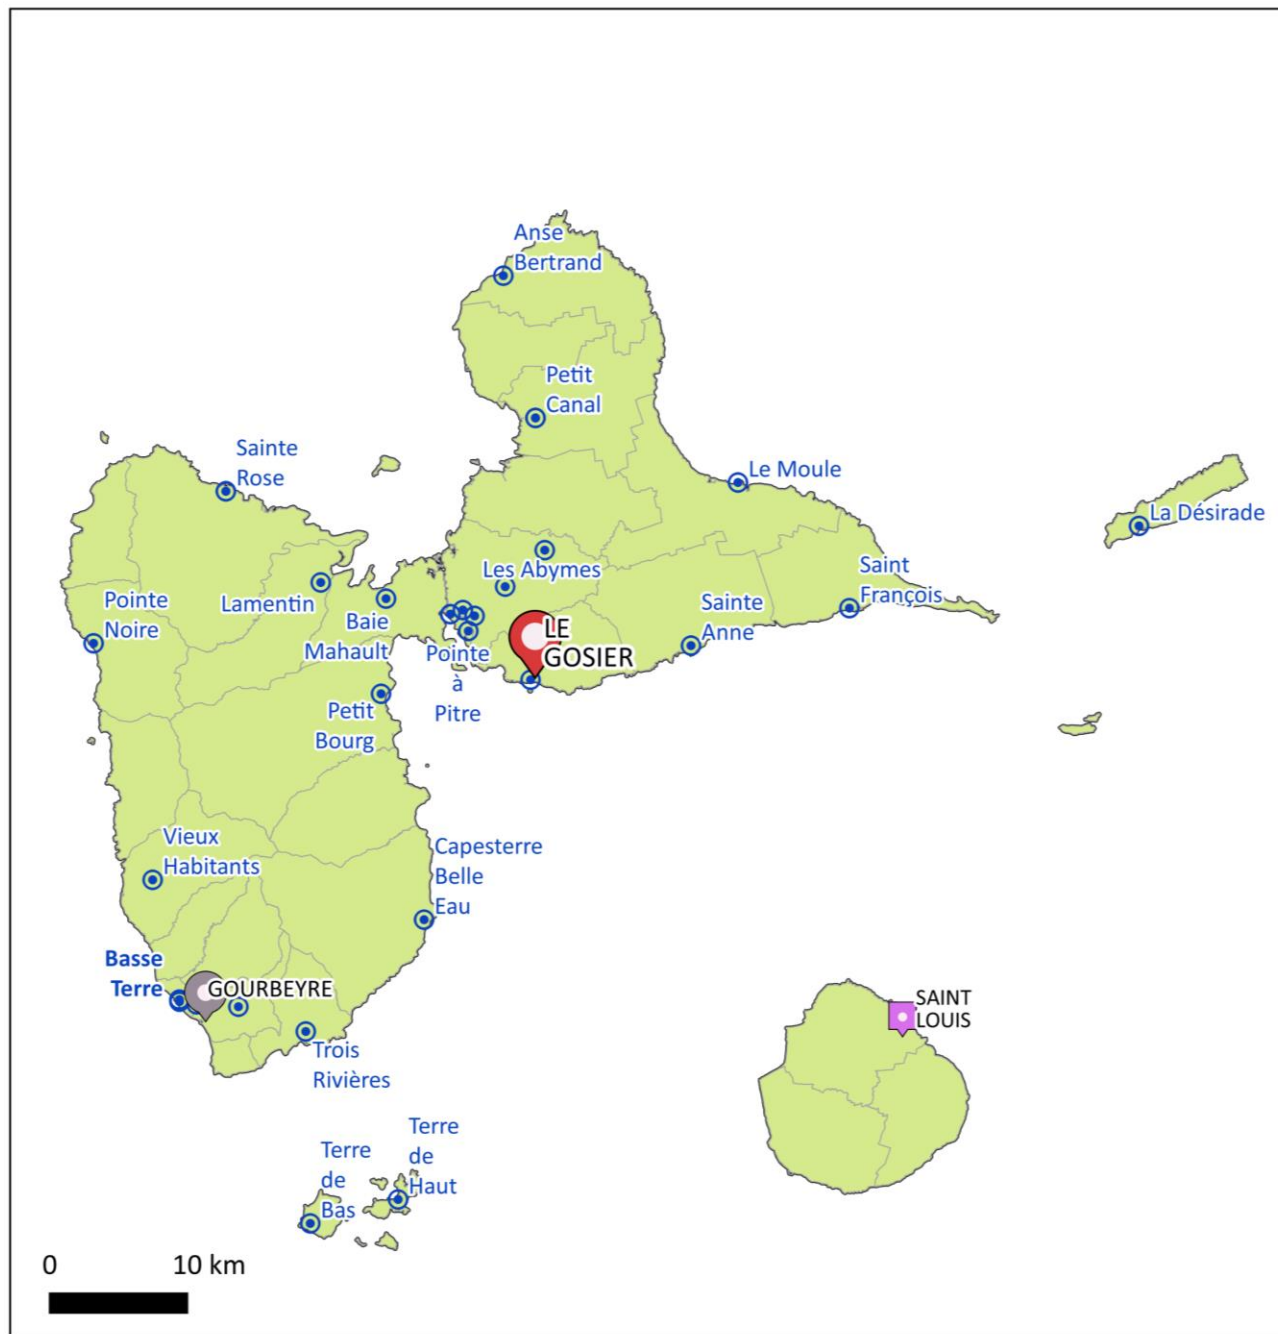 Anse
Bertrand
Petit
Canal
Sainte
Rose
Le Moule
La Désirade
Les Abymes
Saint
François
Lamentin
Pointe
Noire
Baie
Mahault
Sainte
Anne
LE
GOSIER
Pointe
à
Pitre
Petit
Bourg
Vieux
Habitants
Capesterre
Belle
Eau
Basse
Terre
GOURBEYRE
SAINT
LOUIS
Trois
Rivières
Terre
de
Haut
Terre
de
Bas
0 10 km